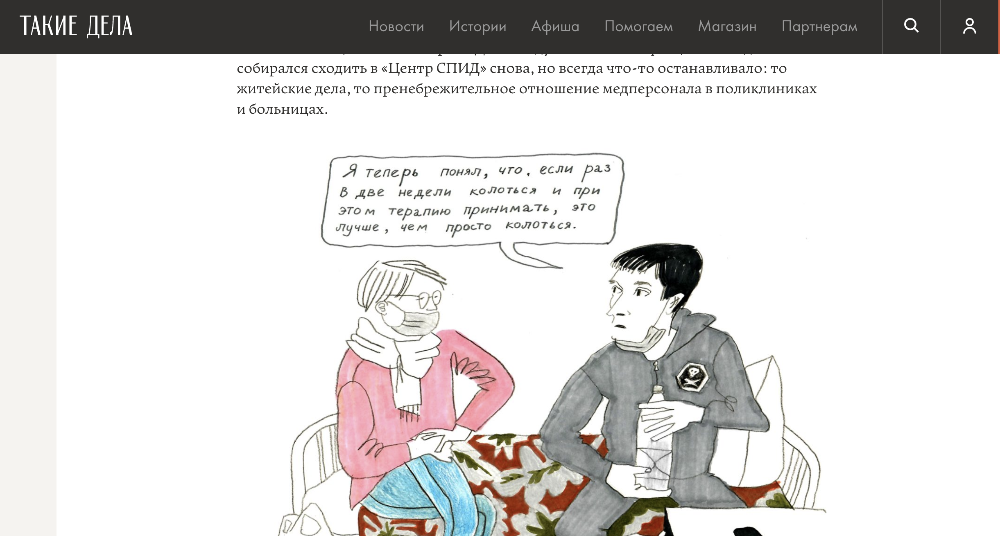 ТАКИЕ ДЕЛА
Новости Истории Афиша Помогаем Магазин Партнерам
собирался сходить в «Центр СПИД» снова, но всегда что-то останавливало: то
житейские дела, то пренебрежительное отношение медперсонала в поликлиниках
и больницах.
Я теперь понял, что, если раз
в две недели колоться и при
этом терапию принимать, это
лучше, чем просто колоться.